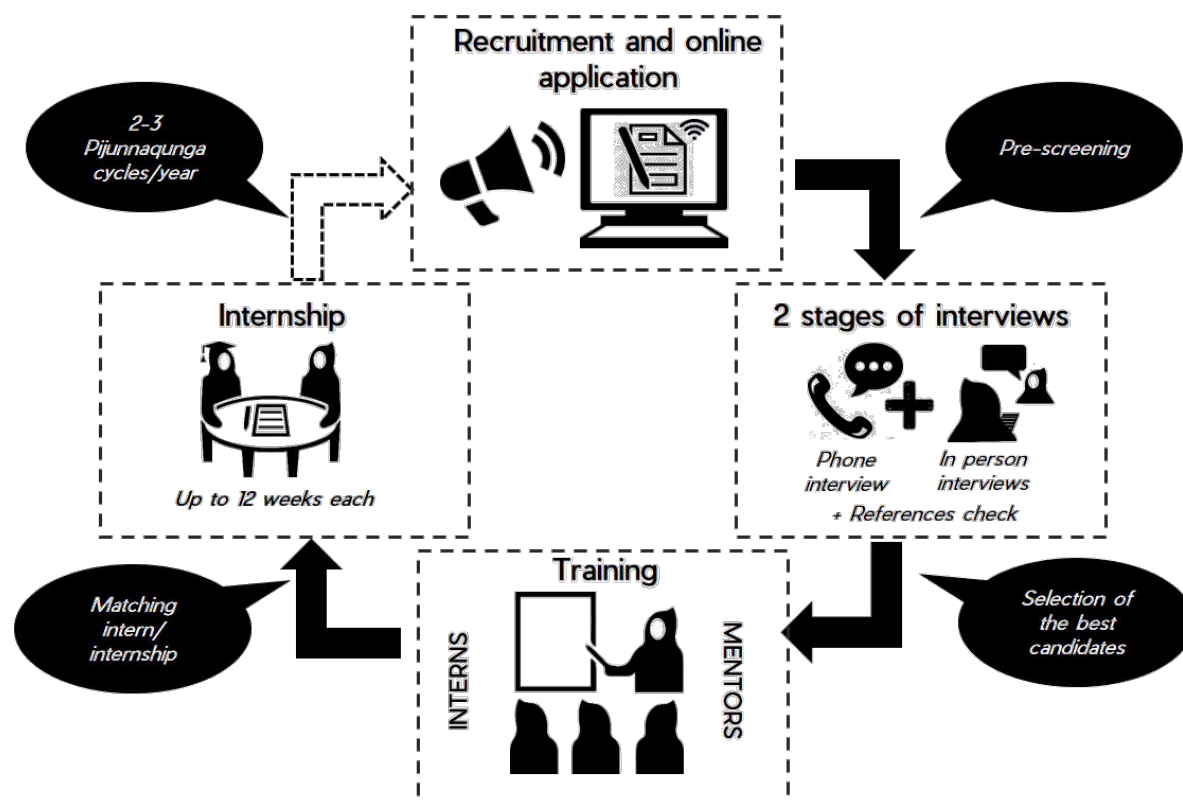 Recruitment and online
application
2-3
Pijunnaqunga
cycles/year
Pre-screening
Internship
Up to 12 weeks each
2 stages of interviews
Phone
interview
In person
interviews
+ References check
Training
INTERNS
MENTORS
Matching
intern/
internship
Selection of
the best
candidates